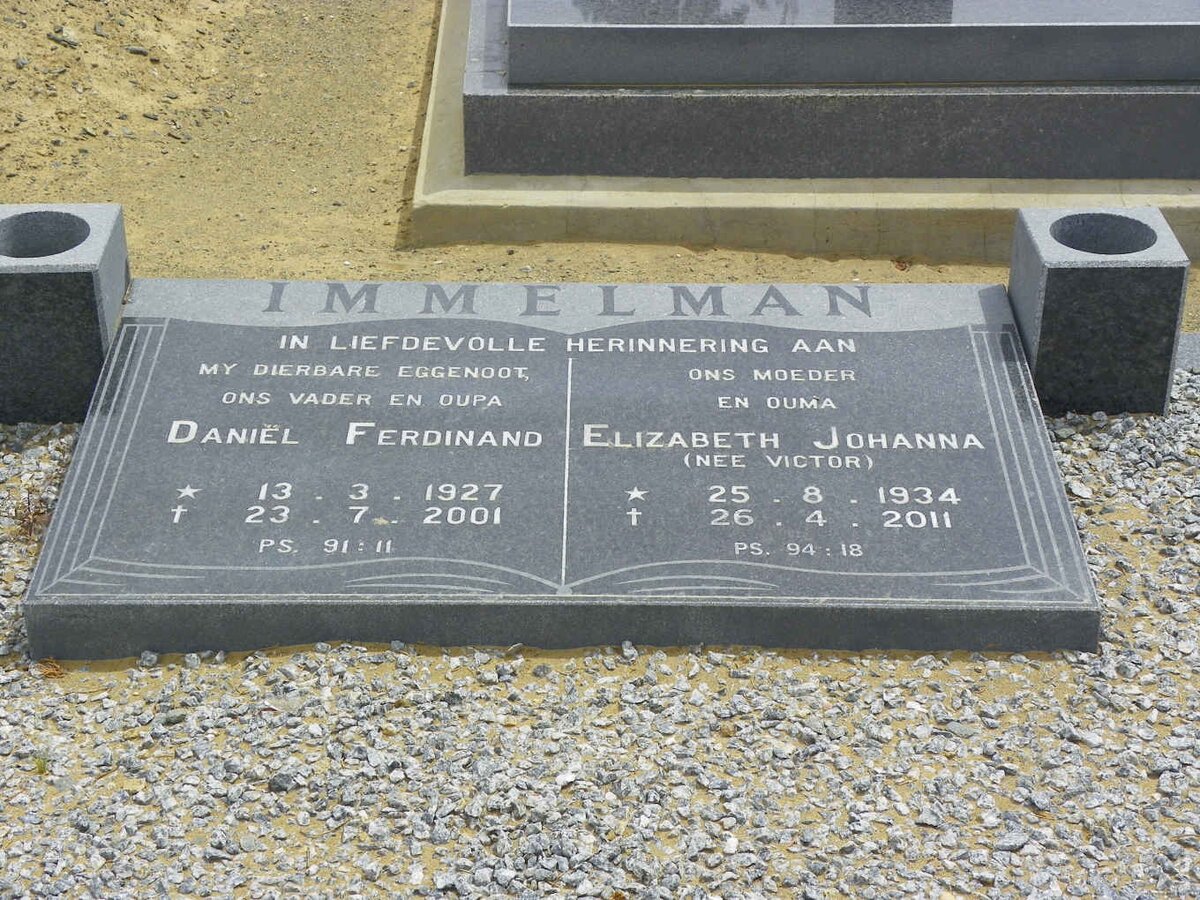 IMMELMAN
IN LIEFDEVOLLE HERINNERING AAN
MY DIERBARE EGGENOOT,
ONS VADER EN OUPA
DANIËL FERDINAND
★ 13 . 3 . 1927
† 23 . 7 . 2001
PS. 91:11
ONS MOEDER
EN OUMA
ELIZABETH JOHANNA
(NEE VICTOR)
★ 25 . 8 . 1934
† 26 . 4 . 2011
PS. 94:18